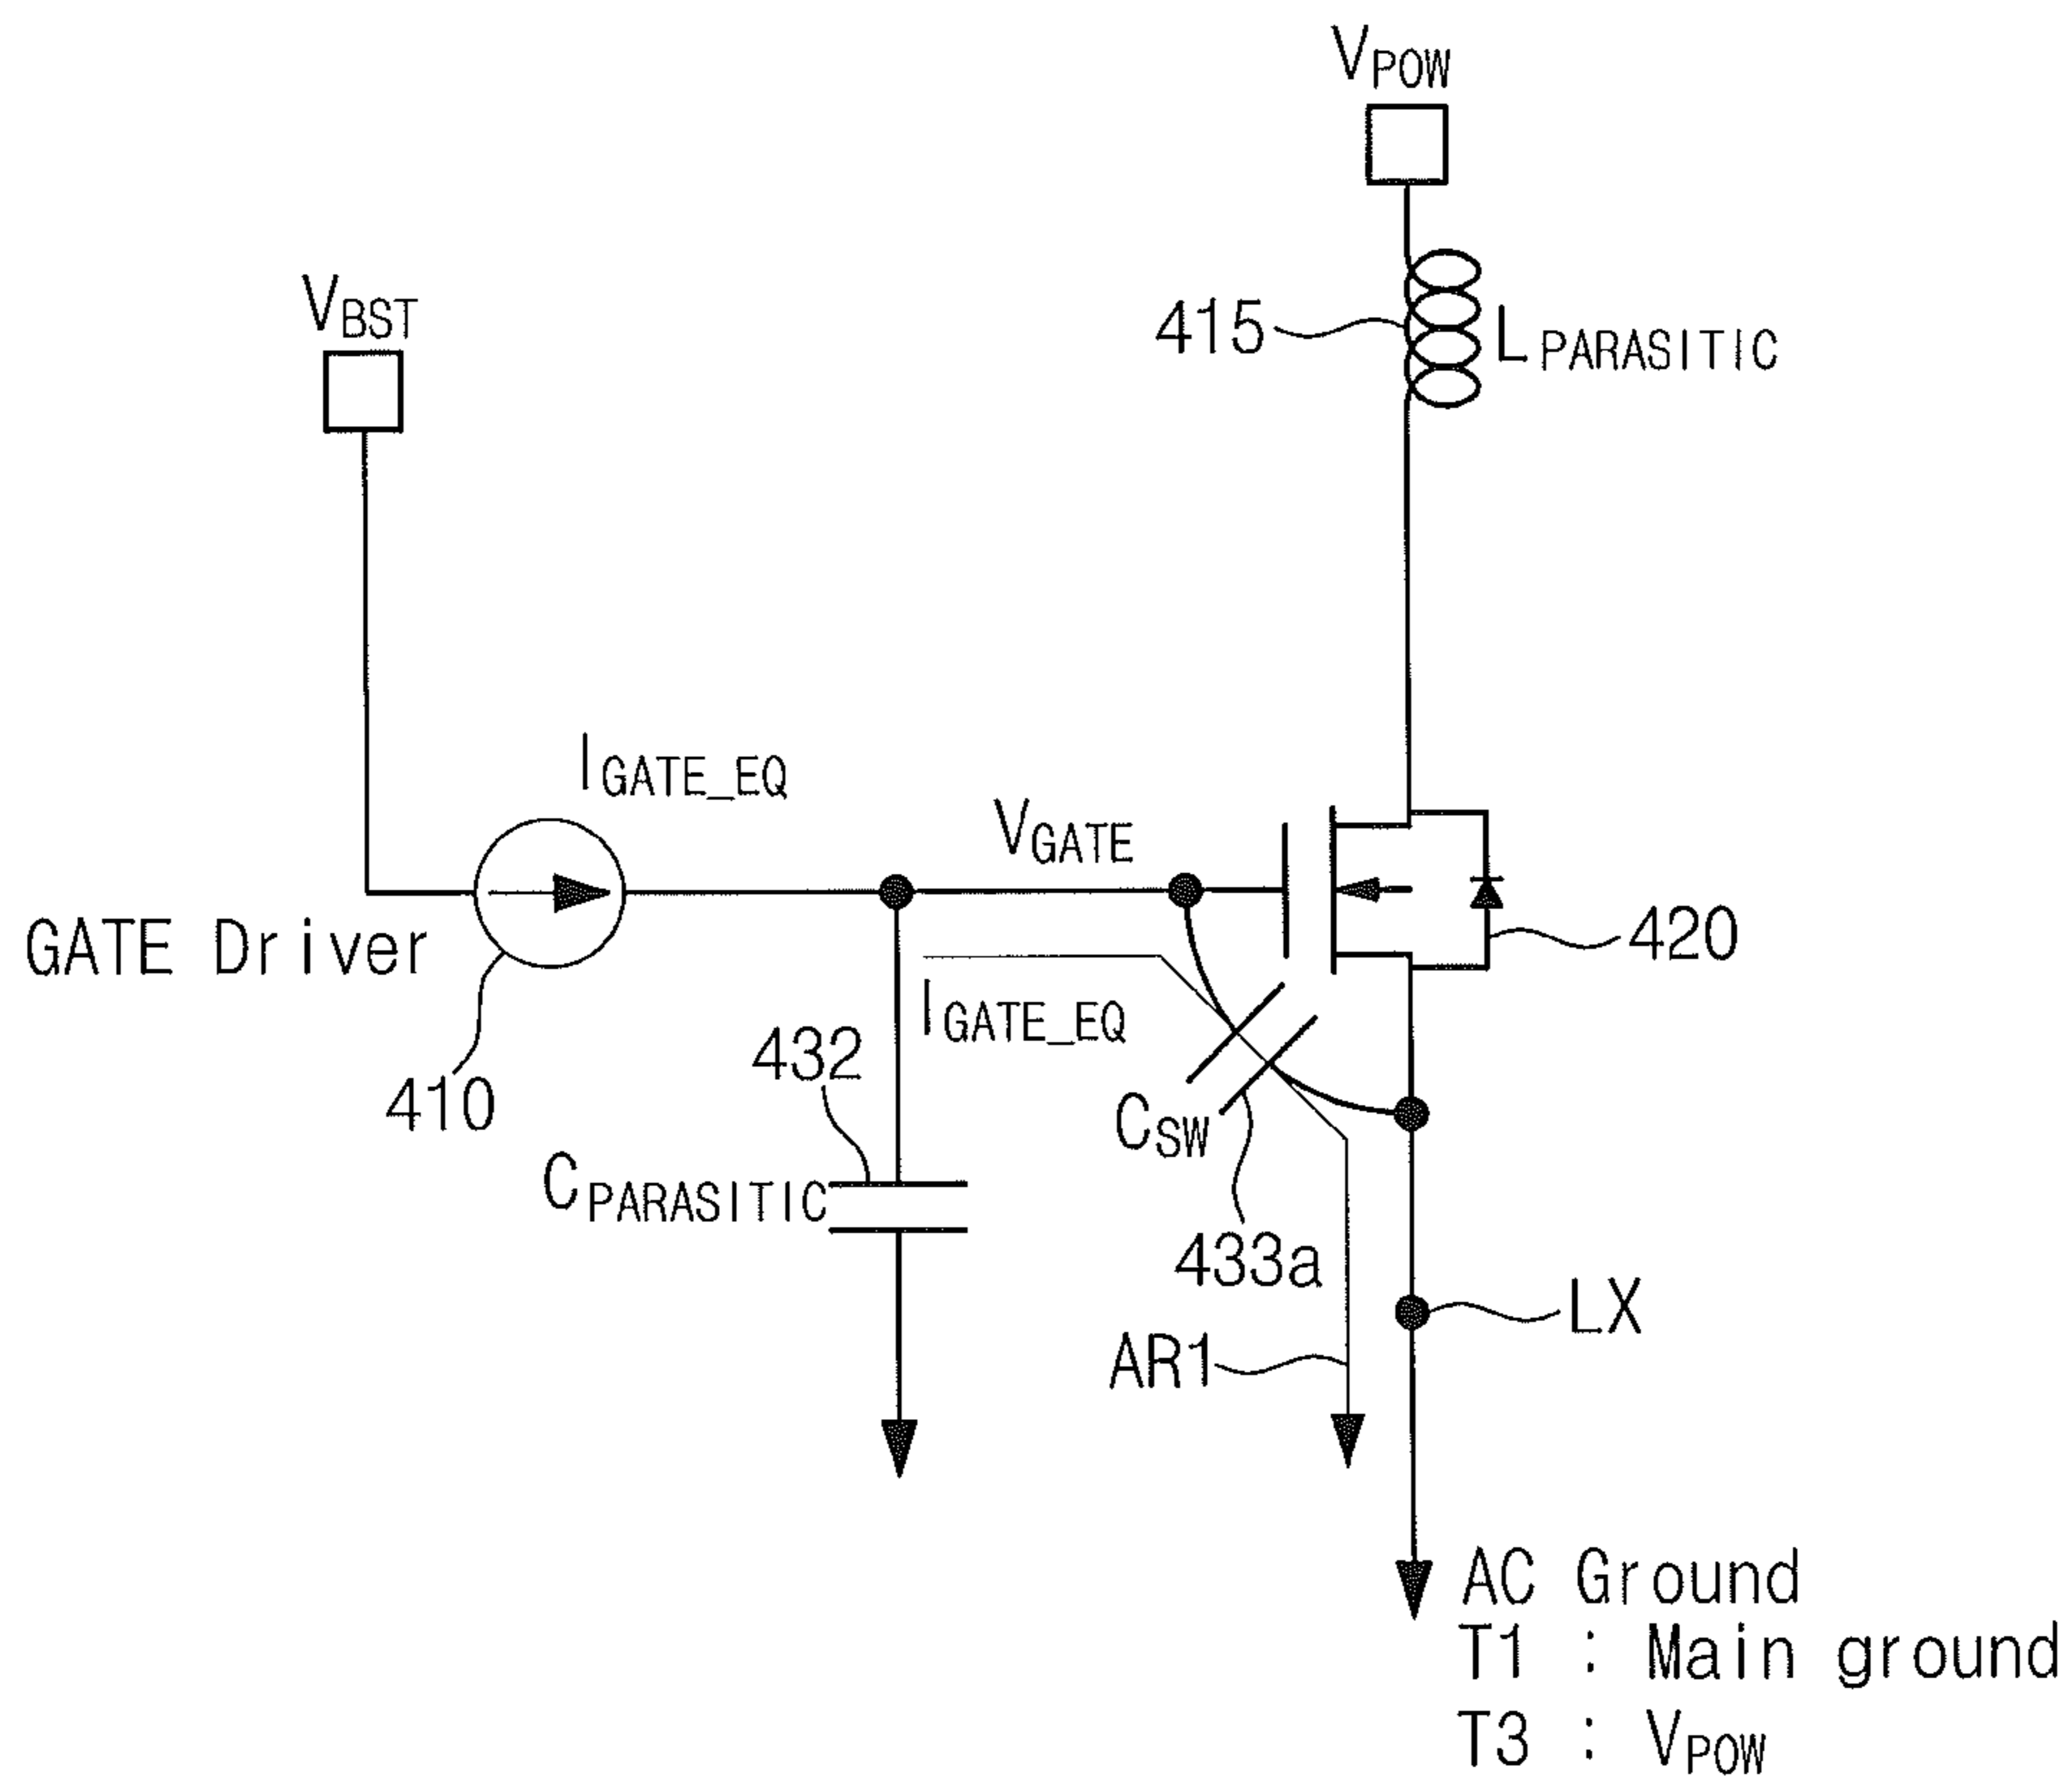 VPOW
VBST
415
LPARASITIC
IGATE_EQ
VGATE
GATE Driver
420
IGATE_EQ
432
410
CSW
CPARASITIC
433a
LX
AR1
AC Ground
T1 : Main ground
T3 : VPOW